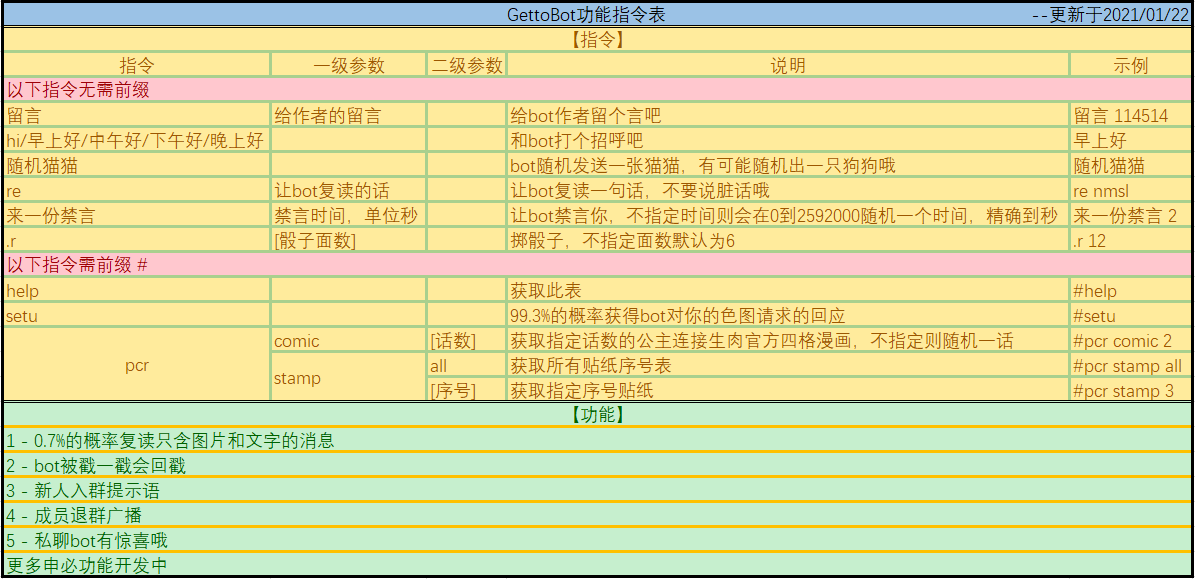 GettoBot功能指令表 --更新于2021/01/22
【指令】
指令 一级参数 二级参数 说明 示例
以下指令无需前缀
留言 给作者的留言 给bot作者留个言吧 留言 114514
hi/早上好/中午好/下午好/晚上好 和bot打个招呼吧 早上好
随机猫猫 bot随机发送一张猫猫，有可能随机出一只狗狗哦 随机猫猫
re 让bot复读的话 让bot复读一句话，不要说脏话哦 re nmsl
来一份禁言 禁言时间，单位秒 让bot禁言你，不指定时间则会在0到2592000随机一个时间，精确到秒 来一份禁言 2
.r [骰子面数] 掷骰子，不指定面数默认为6 .r 12
以下指令需前缀 #
help 获取此表 #help
setu 99.3%的概率获得bot对你的色图请求的回应 #setu
pcr comic [话数] 获取指定话数的公主连接生肉官方四格漫画，不指定则随机一话 #pcr comic 2
stamp all 获取所有贴纸序号表 #pcr stamp all
[序号] 获取指定序号贴纸 #pcr stamp 3
【功能】
1 - 0.7%的概率复读只含图片和文字的消息
2 - bot被戳一戳会回戳
3 - 新人入群提示语
4 - 成员退群广播
5 - 私聊bot有惊喜哦
更多申必功能开发中